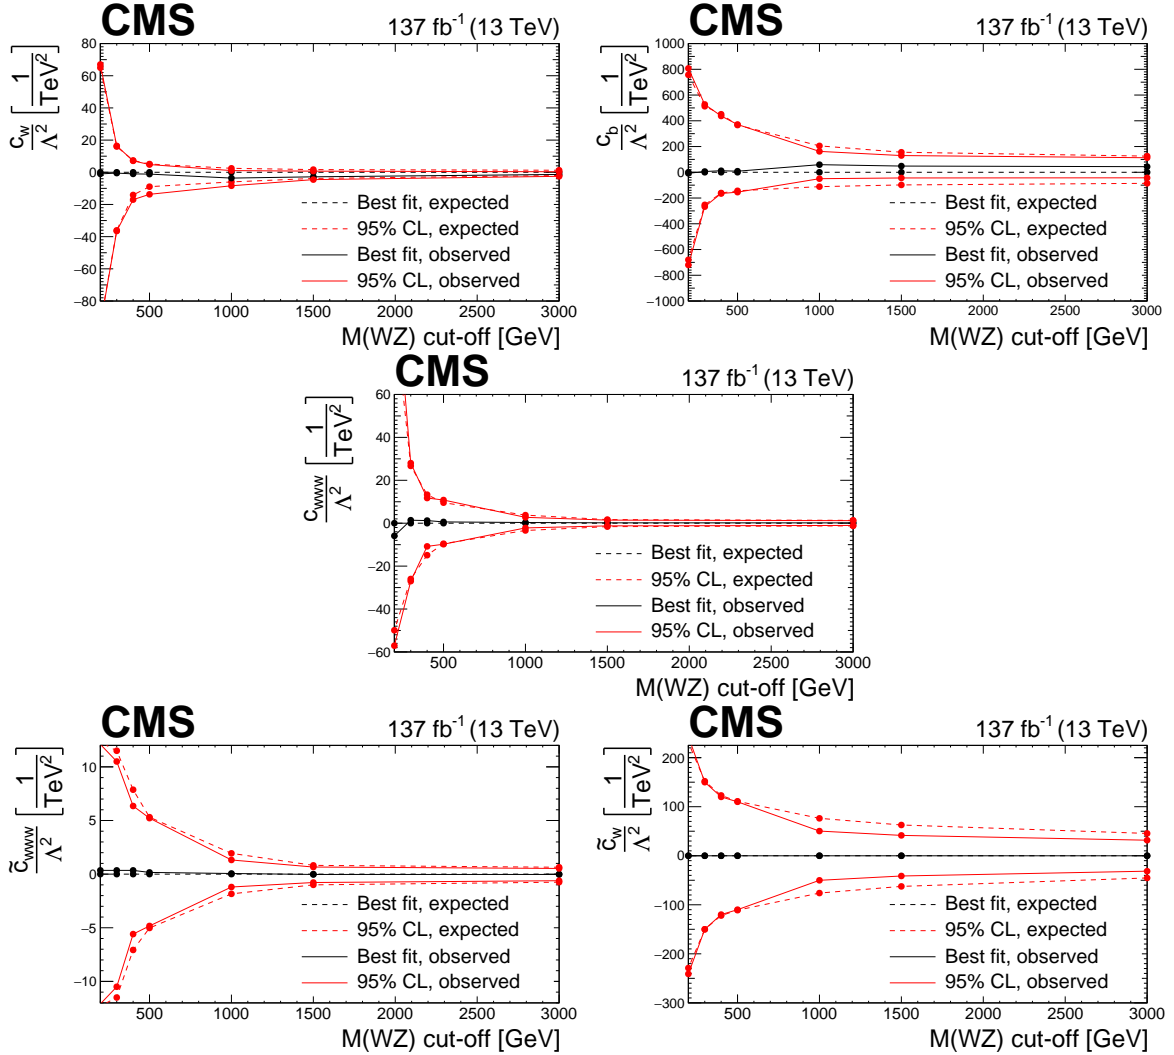 CMS 137 fb⁻¹ (13 TeV)
c_w/Λ² [1/TeV²]
80
60
40
20
0
−20
−40
−60
−80
Best fit, expected
95% CL, expected
Best fit, observed
95% CL, observed
500 1000 1500 2000 2500 3000
M(WZ) cut-off [GeV]
CMS 137 fb⁻¹ (13 TeV)
c_b/Λ² [1/TeV²]
1000
800
600
400
200
0
−200
−400
−600
−800
−1000
Best fit, expected
95% CL, expected
Best fit, observed
95% CL, observed
500 1000 1500 2000 2500 3000
M(WZ) cut-off [GeV]
CMS 137 fb⁻¹ (13 TeV)
c_www/Λ² [1/TeV²]
60
40
20
0
−20
−40
−60
Best fit, expected
95% CL, expected
Best fit, observed
95% CL, observed
500 1000 1500 2000 2500 3000
M(WZ) cut-off [GeV]
CMS 137 fb⁻¹ (13 TeV)
c̃_www/Λ² [1/TeV²]
10
5
0
−5
−10
Best fit, expected
95% CL, expected
Best fit, observed
95% CL, observed
500 1000 1500 2000 2500 3000
M(WZ) cut-off [GeV]
CMS 137 fb⁻¹ (13 TeV)
c̃_w/Λ² [1/TeV²]
200
100
0
−100
−200
−300
Best fit, expected
95% CL, expected
Best fit, observed
95% CL, observed
500 1000 1500 2000 2500 3000
M(WZ) cut-off [GeV]